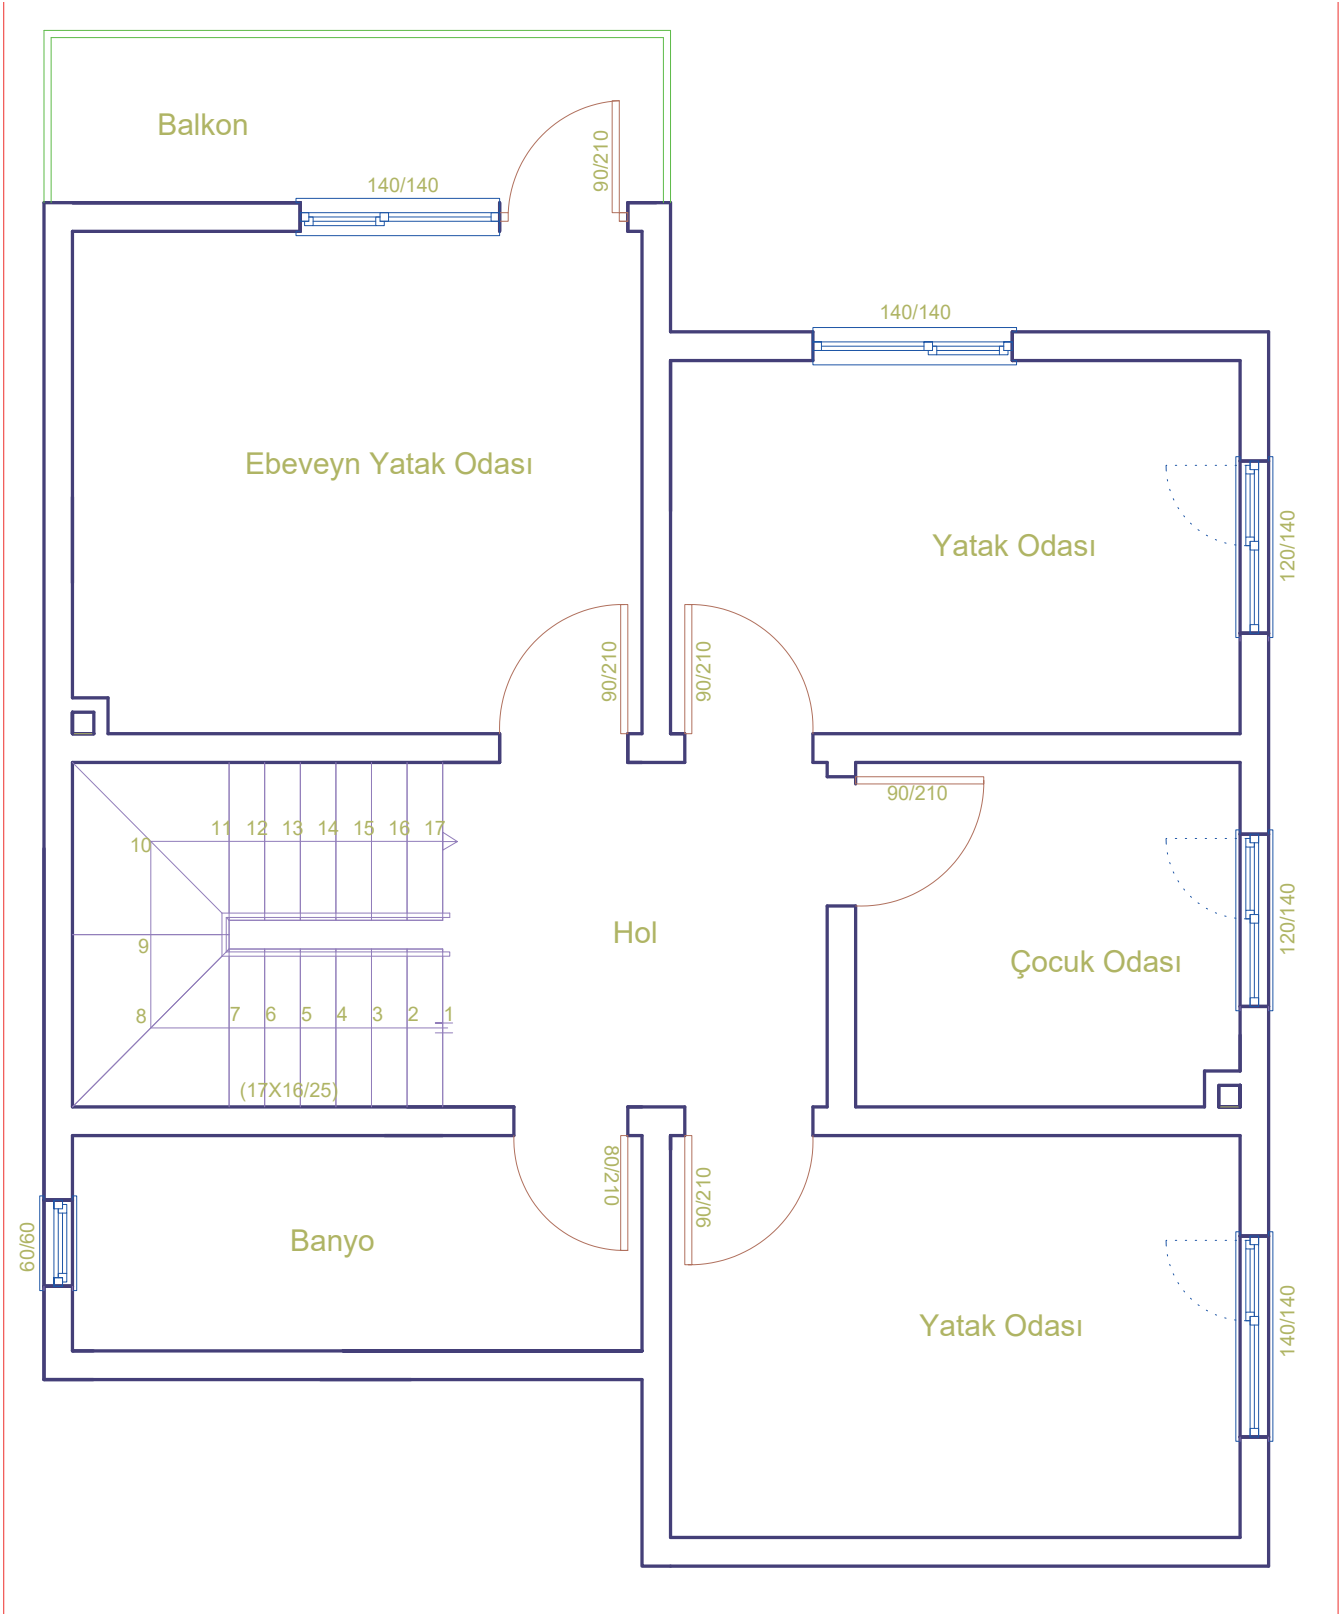 Balkon
90/210
140/140
140/140
Ebeveyn Yatak Odası
Yatak Odası
120/140
90/210
90/210
90/210
11 12 13 14 15 16 17
10
Hol
120/140
9
Çocuk Odası
8
7 6 5 4 3 2 1
(17X16/25)
80/210
90/210
60/60
Banyo
Yatak Odası
140/140